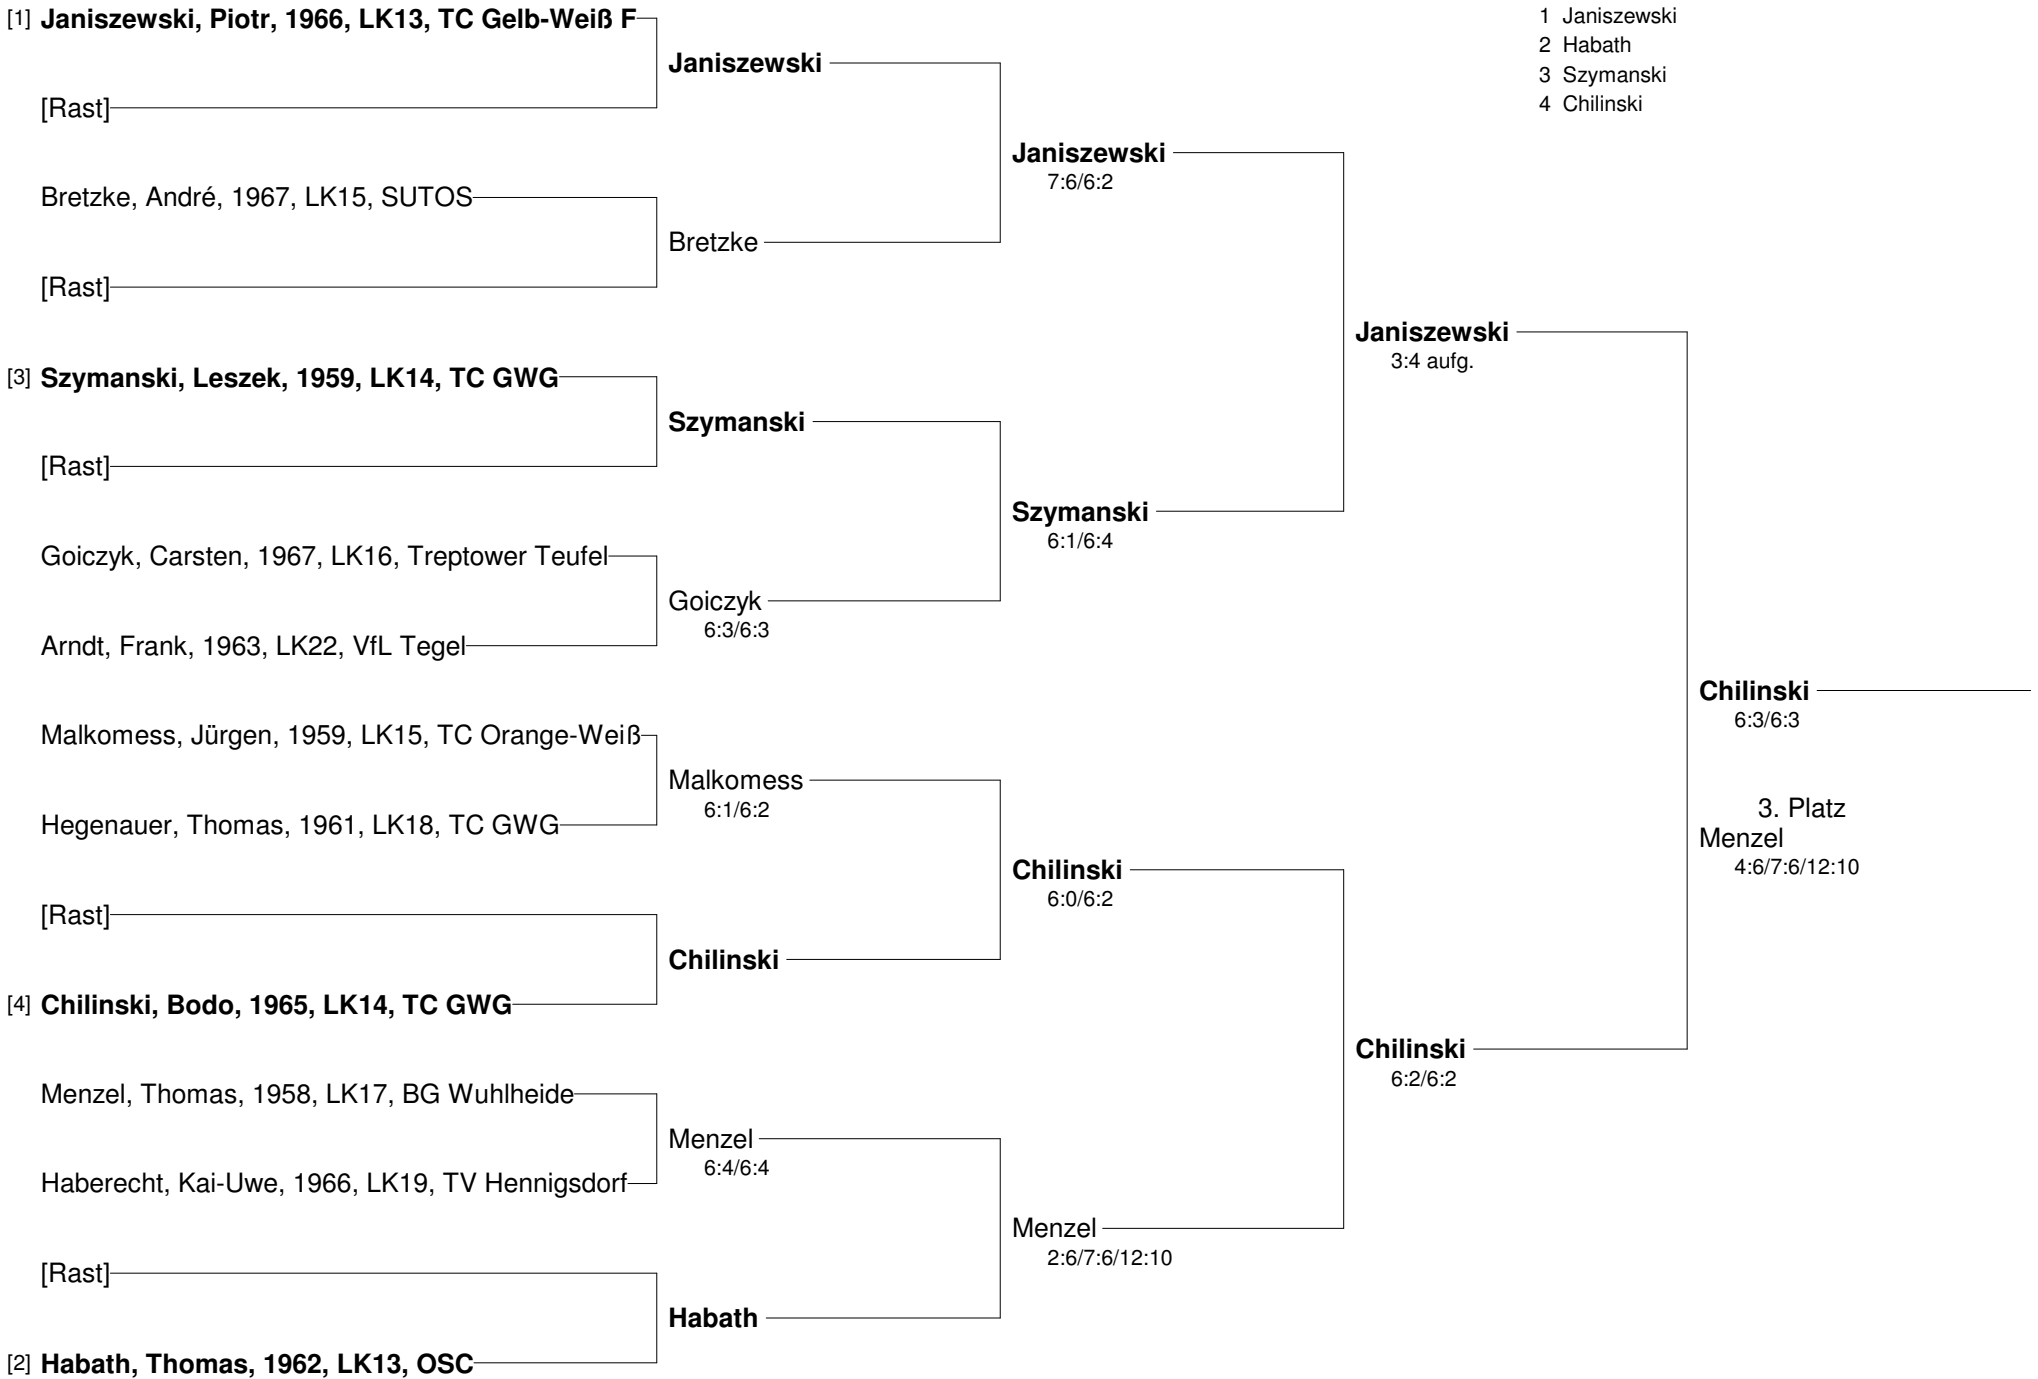 [1] Janiszewski, Piotr, 1966, LK13, TC Gelb-Weiß F
[Rast]
Bretzke, André, 1967, LK15, SUTOS
[Rast]
[3] Szymanski, Leszek, 1959, LK14, TC GWG
[Rast]
Goiczyk, Carsten, 1967, LK16, Treptower Teufel
Arndt, Frank, 1963, LK22, VfL Tegel
Malkomess, Jürgen, 1959, LK15, TC Orange-Weiß
Hegenauer, Thomas, 1961, LK18, TC GWG
[Rast]
[4] Chilinski, Bodo, 1965, LK14, TC GWG
Menzel, Thomas, 1958, LK17, BG Wuhlheide
Haberecht, Kai-Uwe, 1966, LK19, TV Hennigsdorf
[Rast]
[2] Habath, Thomas, 1962, LK13, OSC
Janiszewski
Bretzke
Szymanski
Goiczyk
6:3/6:3
Malkomess
6:1/6:2
Chilinski
Menzel
6:4/6:4
Habath
Janiszewski
7:6/6:2
Szymanski
6:1/6:4
Chilinski
6:0/6:2
Menzel
2:6/7:6/12:10
Janiszewski
3:4 aufg.
Chilinski
6:2/6:2
Chilinski
6:3/6:3
3. Platz
Menzel
4:6/7:6/12:10
1 Janiszewski
2 Habath
3 Szymanski
4 Chilinski